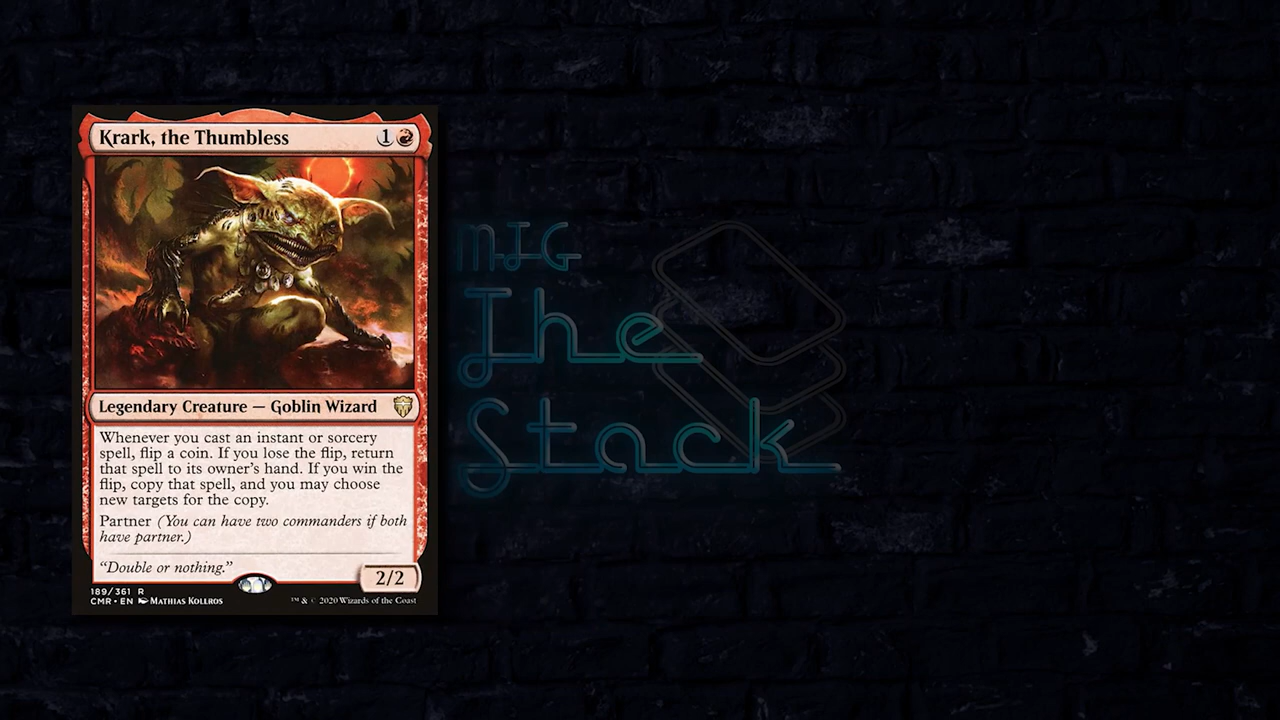 Krark, the Thumbless 1
Legendary Creature — Goblin Wizard
Whenever you cast an instant or sorcery
spell, flip a coin. If you lose the flip, return
that spell to its owner's hand. If you win the
flip, copy that spell, and you may choose
new targets for the copy.
Partner (You can have two commanders if both
have partner.)
"Double or nothing."
2/2
189/361 R
CMR • EN Mathias Kollros
™ & © 2020 Wizards of the Coast
MTG
The
Stack